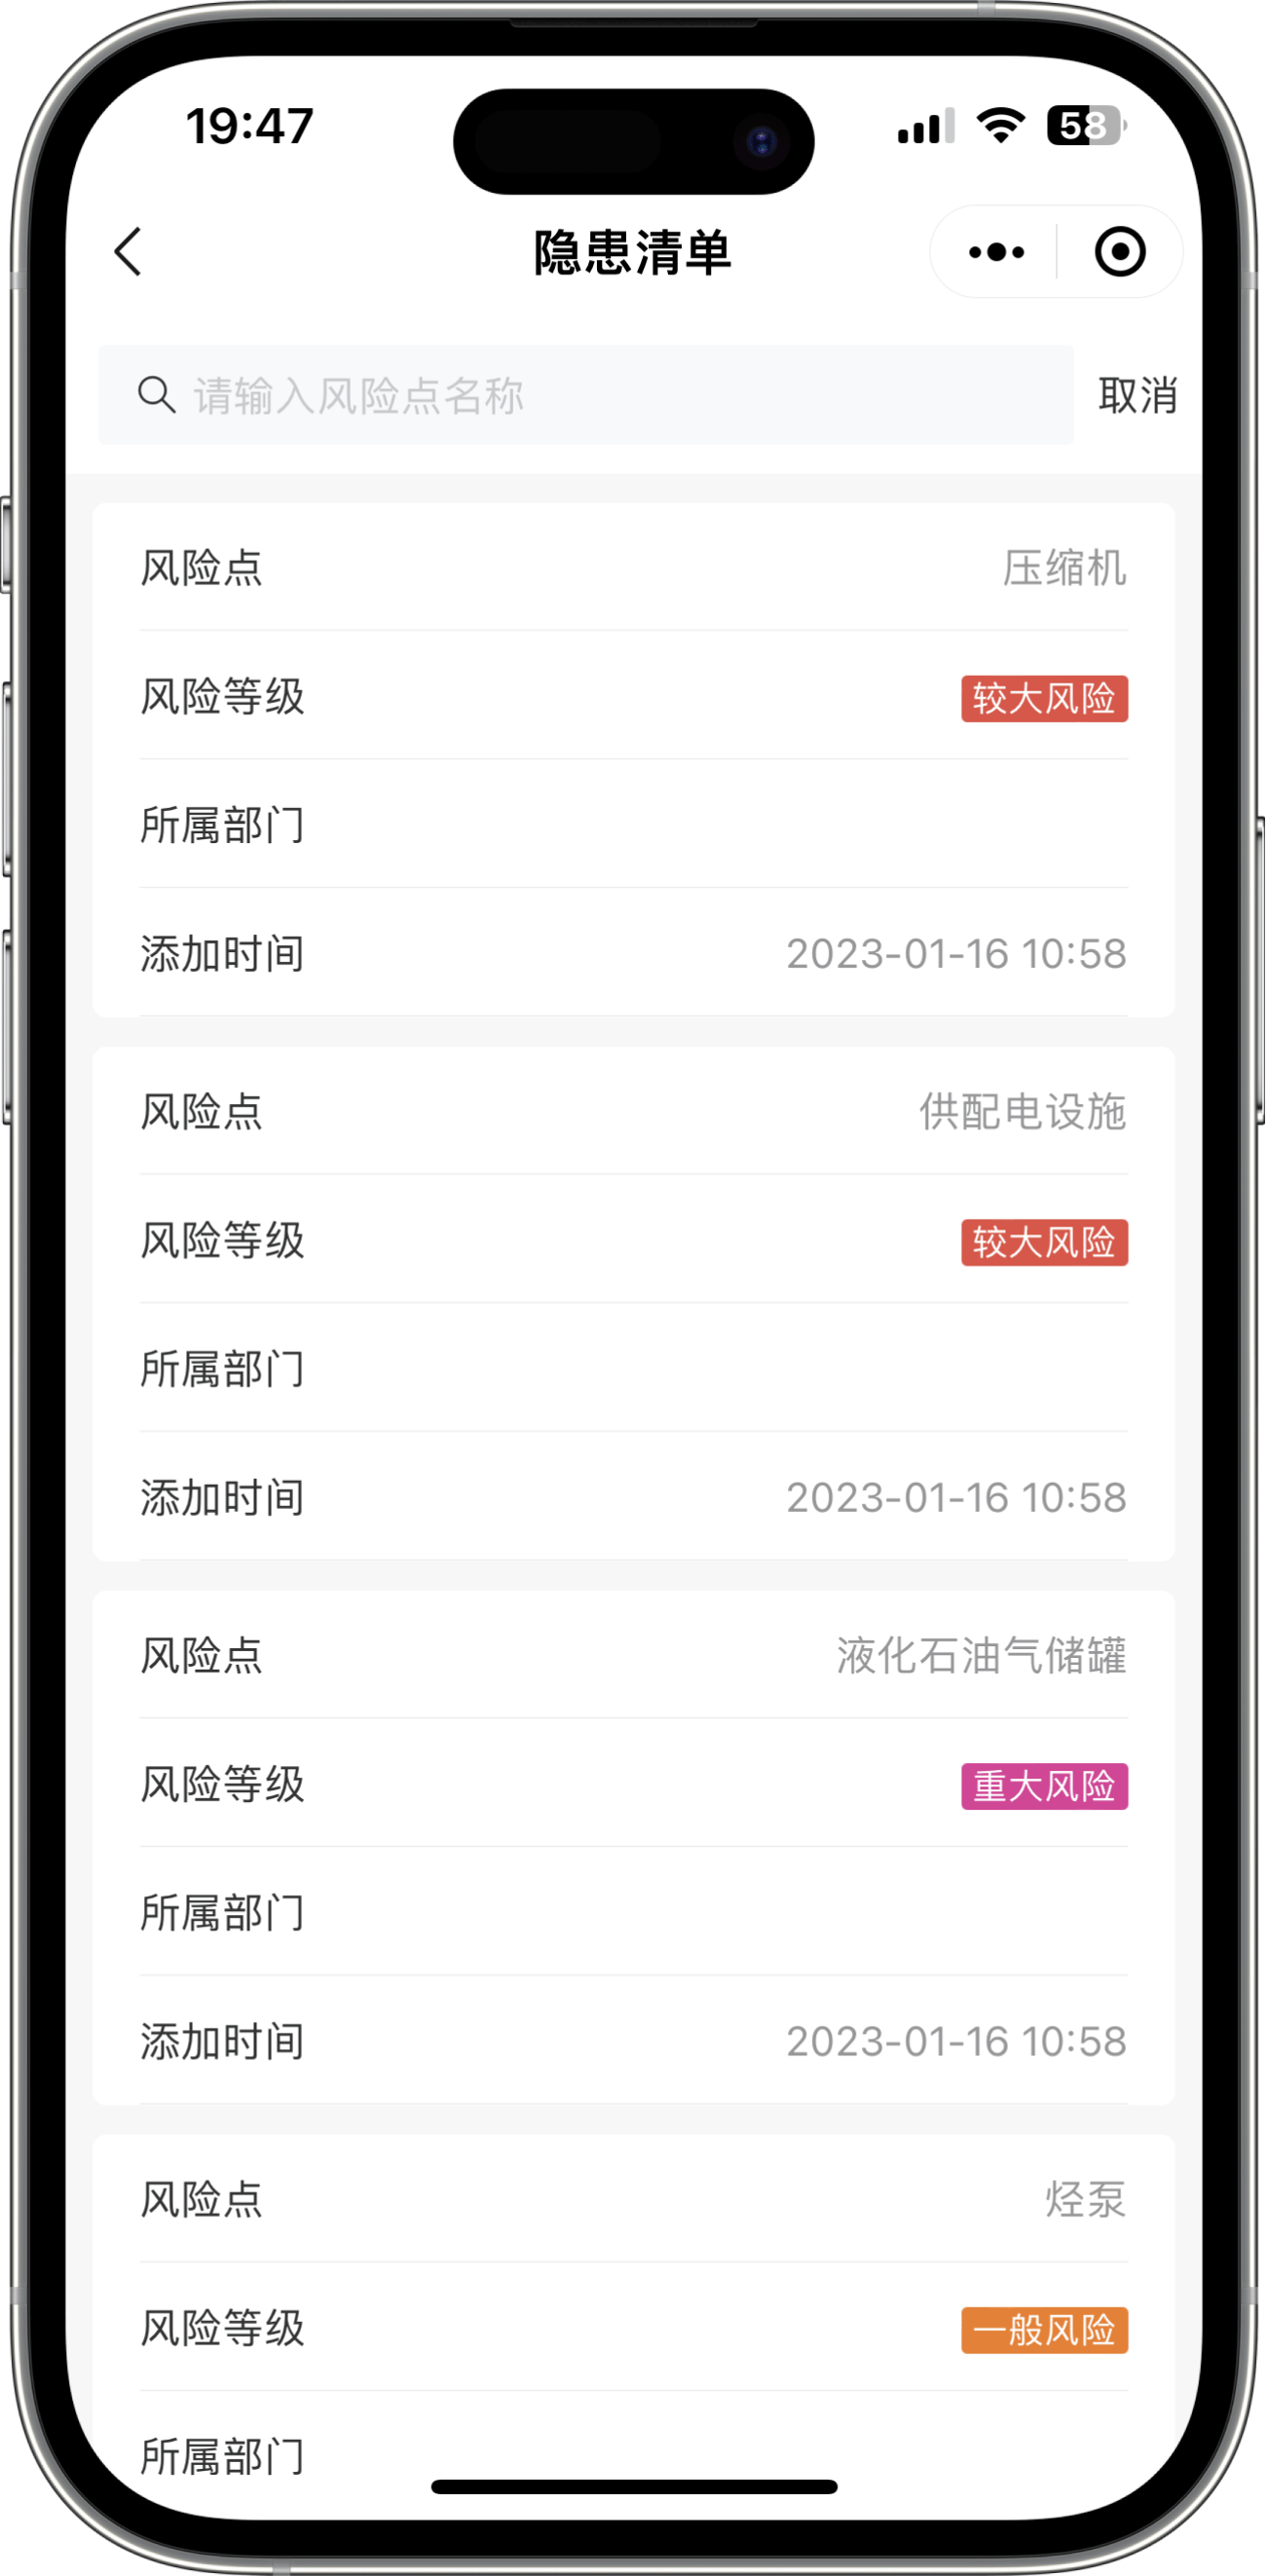 19:47
58
隐患清单
请输入风险点名称 取消
风险点 压缩机
风险等级 较大风险
所属部门
添加时间 2023-01-16 10:58
风险点 供配电设施
风险等级 较大风险
所属部门
添加时间 2023-01-16 10:58
风险点 液化石油气储罐
风险等级 重大风险
所属部门
添加时间 2023-01-16 10:58
风险点 烃泵
风险等级 一般风险
所属部门